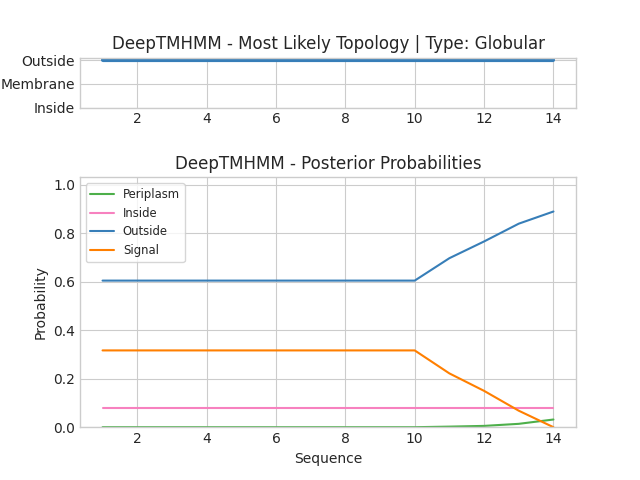 DeepTMHMM - Most Likely Topology | Type: Globular
Outside
Membrane
Inside
2 4 6 8 10 12 14
DeepTMHMM - Posterior Probabilities
1.0
0.8
0.6
0.4
0.2
0.0
Probability
Periplasm
Inside
Outside
Signal
2 4 6 8 10 12 14
Sequence